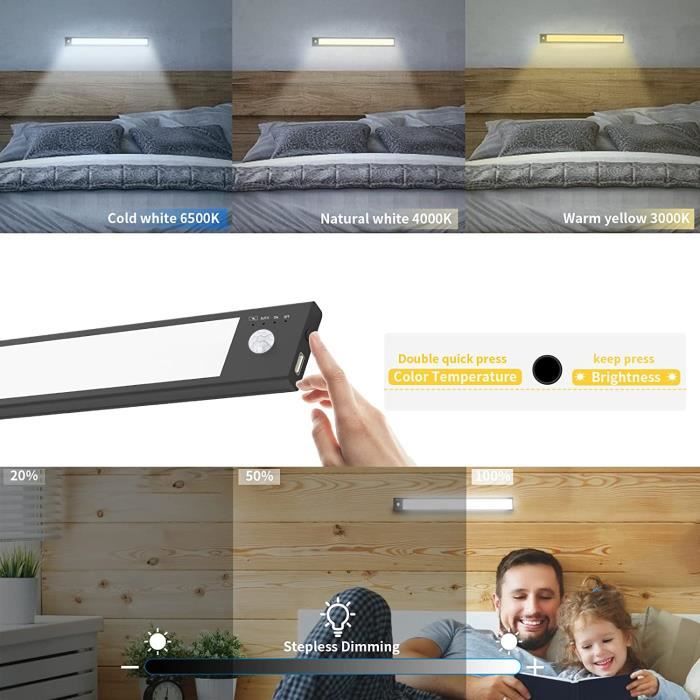 Cold white 6500K
Natural white 4000K
Warm yellow 3000K
Double quick press
Color Temperature
keep press
Brightness
20%
50%
100%
Stepless Dimming